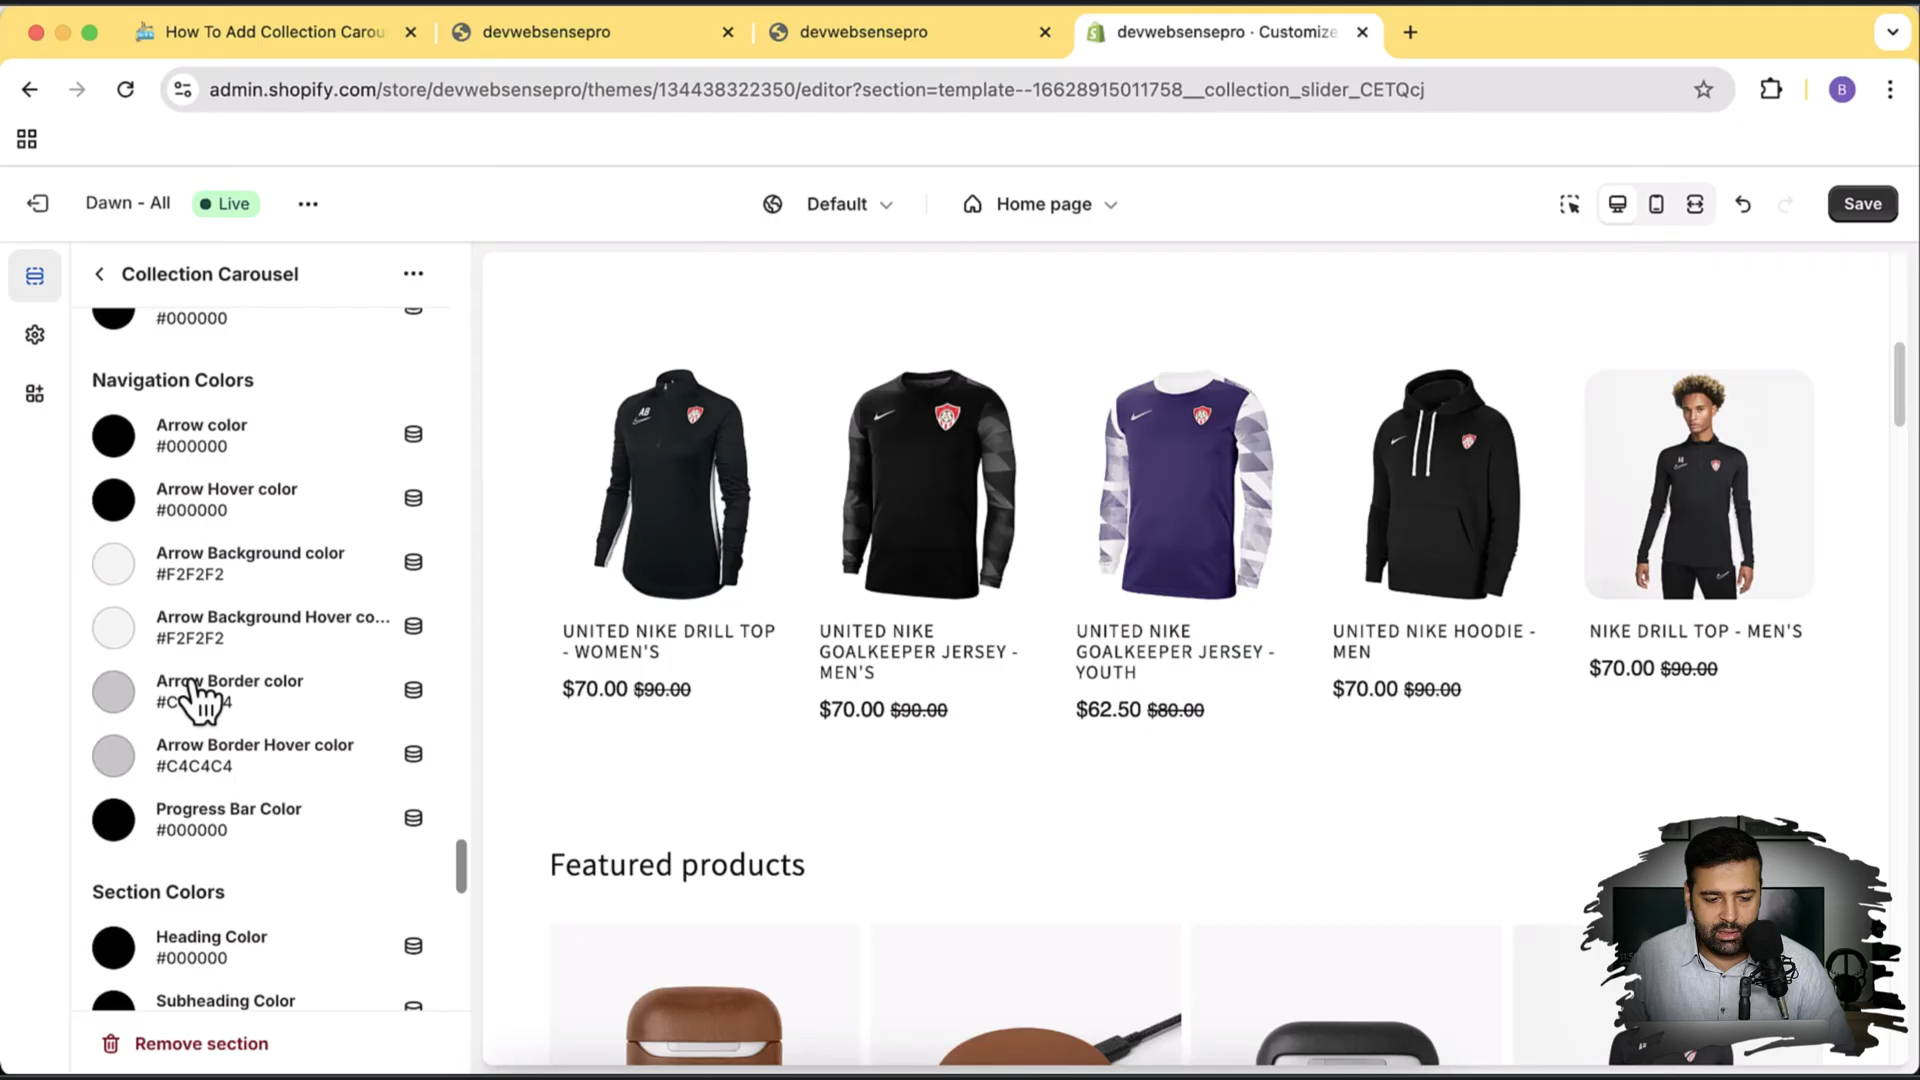 How To Add Collection Carou
devwebsensepro
devwebsensepro
devwebsensepro · Customize
admin.shopify.com/store/devwebsensepro/themes/134438322350/editor?section=template--16628915011758__collection_slider_CETQcj
B
Dawn - All
Live
Default
Home page
Save
Collection Carousel
#000000
Navigation Colors
Arrow color
#000000
Arrow Hover color
#000000
Arrow Background color
#F2F2F2
Arrow Background Hover co...
#F2F2F2
Arrow Border color
Arrow Border Hover color
#C4C4C4
Progress Bar Color
#000000
Section Colors
Heading Color
#000000
Subheading Color
Remove section
AB
UNITED NIKE DRILL TOP
- WOMEN'S
$70.00 $90.00
UNITED NIKE
GOALKEEPER JERSEY -
MEN'S
$70.00 $90.00
UNITED NIKE
GOALKEEPER JERSEY -
YOUTH
$62.50 $80.00
UNITED NIKE HOODIE -
MEN
$70.00 $90.00
NIKE DRILL TOP - MEN'S
$70.00 $90.00
Featured products